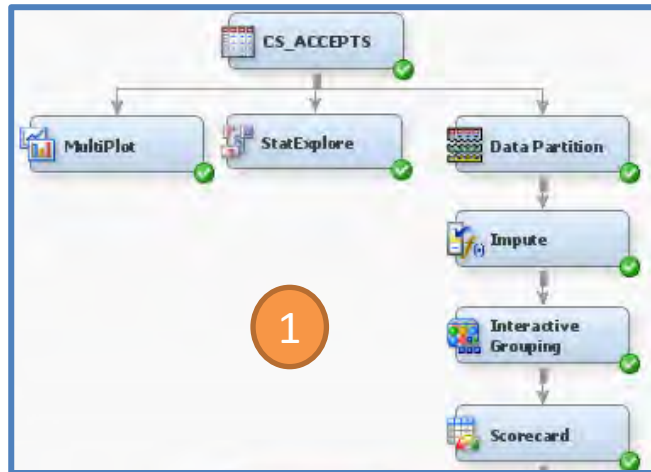 CS_ACCEPTS
MultiPlot
StatExplore
Data Partition
Impute
1
Interactive
Grouping
Scorecard